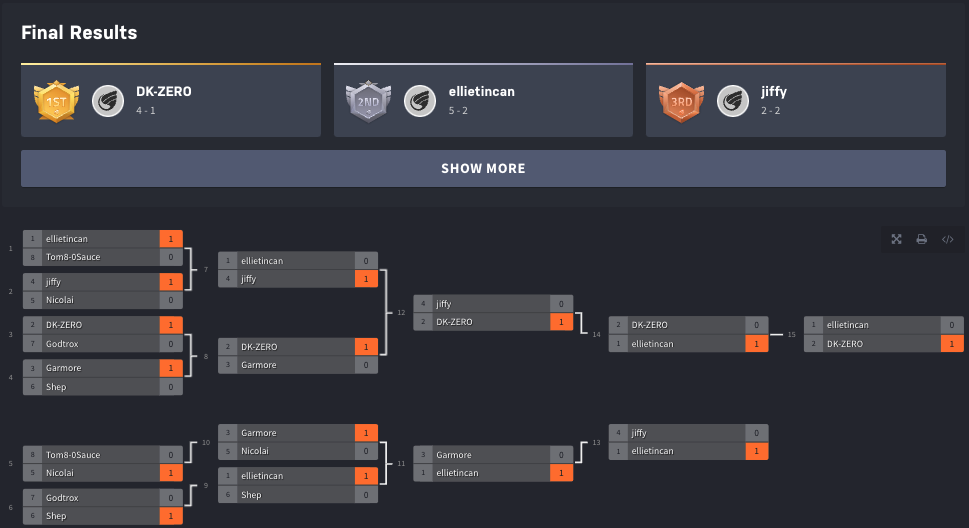 Final Results
1ST
DK-ZERO
4 - 1
2ND
ellietincan
5 - 2
3RD
jiffy
2 - 2
SHOW MORE
1
1 ellietincan 1
8 Tom8-0Sauce 0
2
4 jiffy 1
5 Nicolai 0
3
2 DK-ZERO 1
7 Godtrox 0
4
3 Garmore 1
6 Shep 0
7
1 ellietincan 0
4 jiffy 1
8
2 DK-ZERO 1
3 Garmore 0
12
4 jiffy 0
2 DK-ZERO 1
14
2 DK-ZERO 0
1 ellietincan 1
15
1 ellietincan 0
2 DK-ZERO 1
5
8 Tom8-0Sauce 0
5 Nicolai 1
6
7 Godtrox 0
6 Shep 1
10
3 Garmore 1
5 Nicolai 0
9
1 ellietincan 1
6 Shep 0
11
3 Garmore 0
1 ellietincan 1
13
4 jiffy 0
1 ellietincan 1